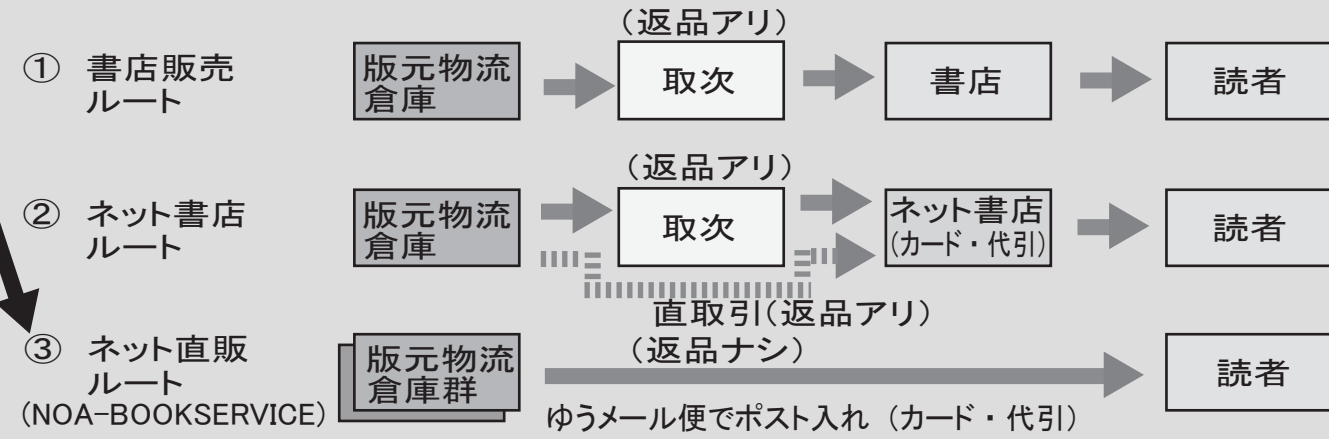 (返品アリ)
① 書店販売
ルート
版元物流
倉庫
取次
書店
読者
(返品アリ)
② ネット書店
ルート
版元物流
倉庫
取次
ネット書店
(カード・代引)
読者
直取引(返品アリ)
③ ネット直販
ルート
(NOA-BOOKSERVICE)
版元物流
倉庫群
(返品ナシ)
ゆうメール便でポスト入れ (カード・代引)
読者